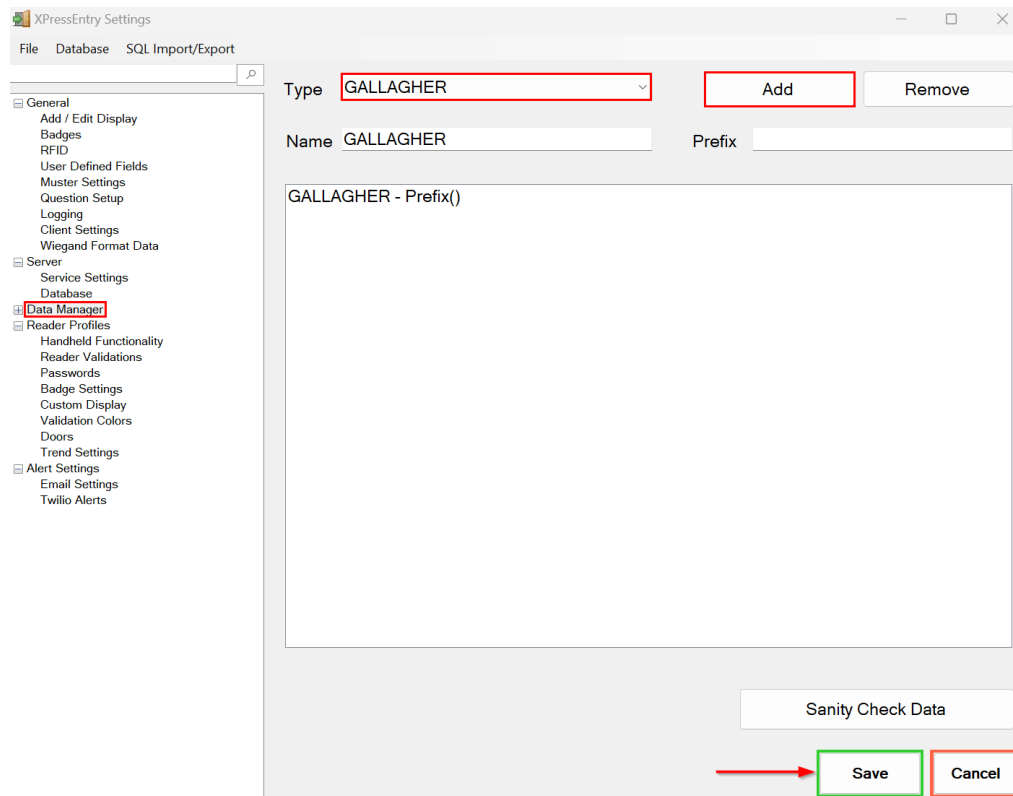 XPressEntry Settings
File Database SQL Import/Export
Type GALLAGHER Add Remove
Name GALLAGHER Prefix
GALLAGHER - Prefix()
General
Add / Edit Display
Badges
RFID
User Defined Fields
Muster Settings
Question Setup
Logging
Client Settings
Wiegand Format Data
Server
Service Settings
Database
Data Manager
Reader Profiles
Handheld Functionality
Reader Validations
Passwords
Badge Settings
Custom Display
Validation Colors
Doors
Trend Settings
Alert Settings
Email Settings
Twilio Alerts
Sanity Check Data
Save Cancel